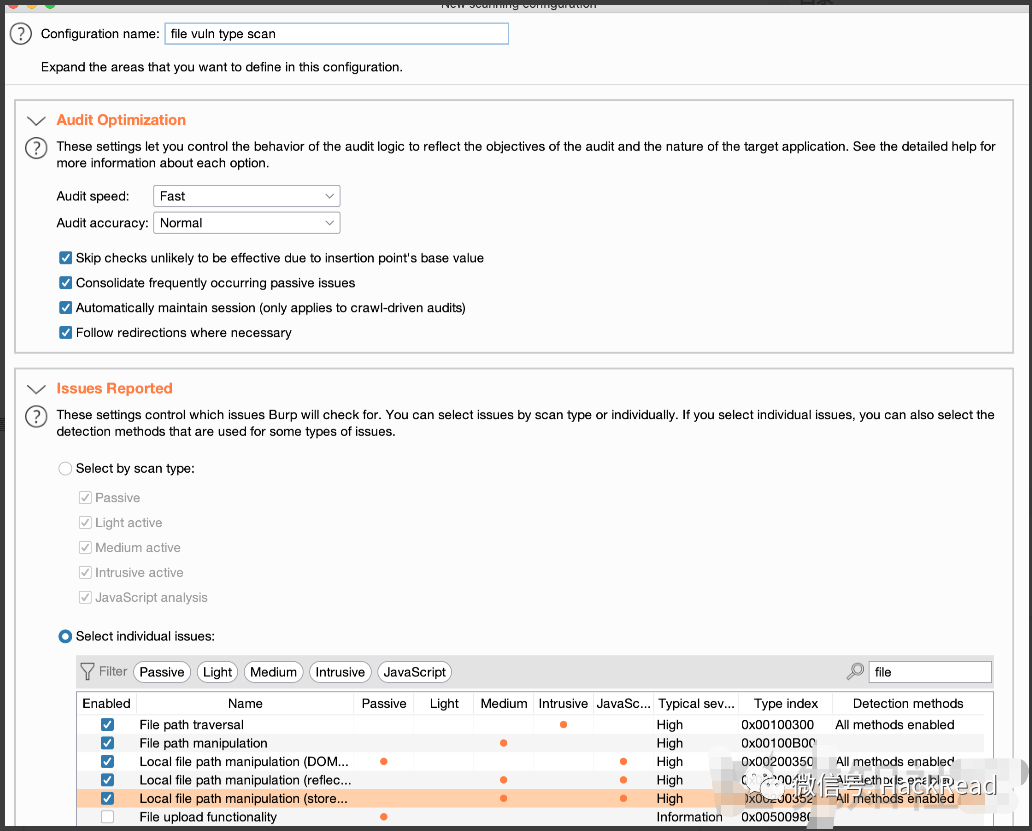 New scanning configuration
Configuration name: file vuln type scan
Expand the areas that you want to define in this configuration.
Audit Optimization
These settings let you control the behavior of the audit logic to reflect the objectives of the audit and the nature of the target application. See the detailed help for
more information about each option.
Audit speed: Fast
Audit accuracy: Normal
Skip checks unlikely to be effective due to insertion point's base value
Consolidate frequently occurring passive issues
Automatically maintain session (only applies to crawl-driven audits)
Follow redirections where necessary
Issues Reported
These settings control which issues Burp will check for. You can select issues by scan type or individually. If you select individual issues, you can also select the
detection methods that are used for some types of issues.
Select by scan type:
Passive
Light active
Medium active
Intrusive active
JavaScript analysis
Select individual issues:
Filter Passive Light Medium Intrusive JavaScript file
Enabled Name Passive Light Medium Intrusive JavaSc... Typical sev... Type index Detection methods
File path traversal High 0x00100300 All methods enabled
File path manipulation High 0x00100B00
Local file path manipulation (DOM... High 0x00200350 All methods enabled
Local file path manipulation (reflec... High All methods enabled
Local file path manipulation (store... High 0x00200352 All methods enabled
File upload functionality Information 0x00500980
微信号: HackRead